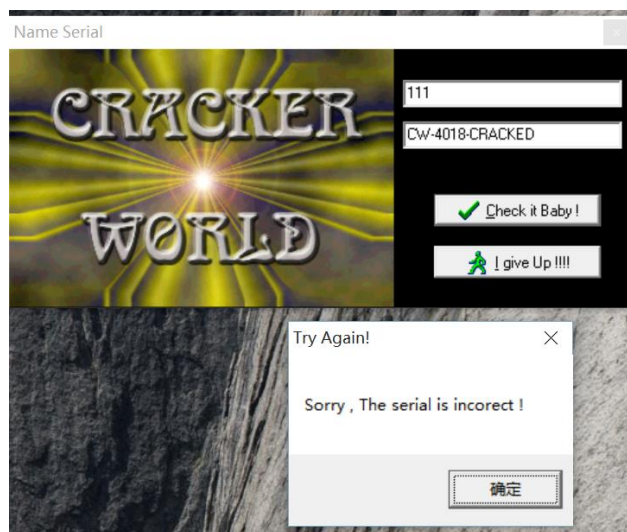 Name Serial
CRACKER
WORLD
111
CW-4018-CRACKED
Check it Baby !
I give Up !!!!
Try Again!
Sorry , The serial is incorect !
确定